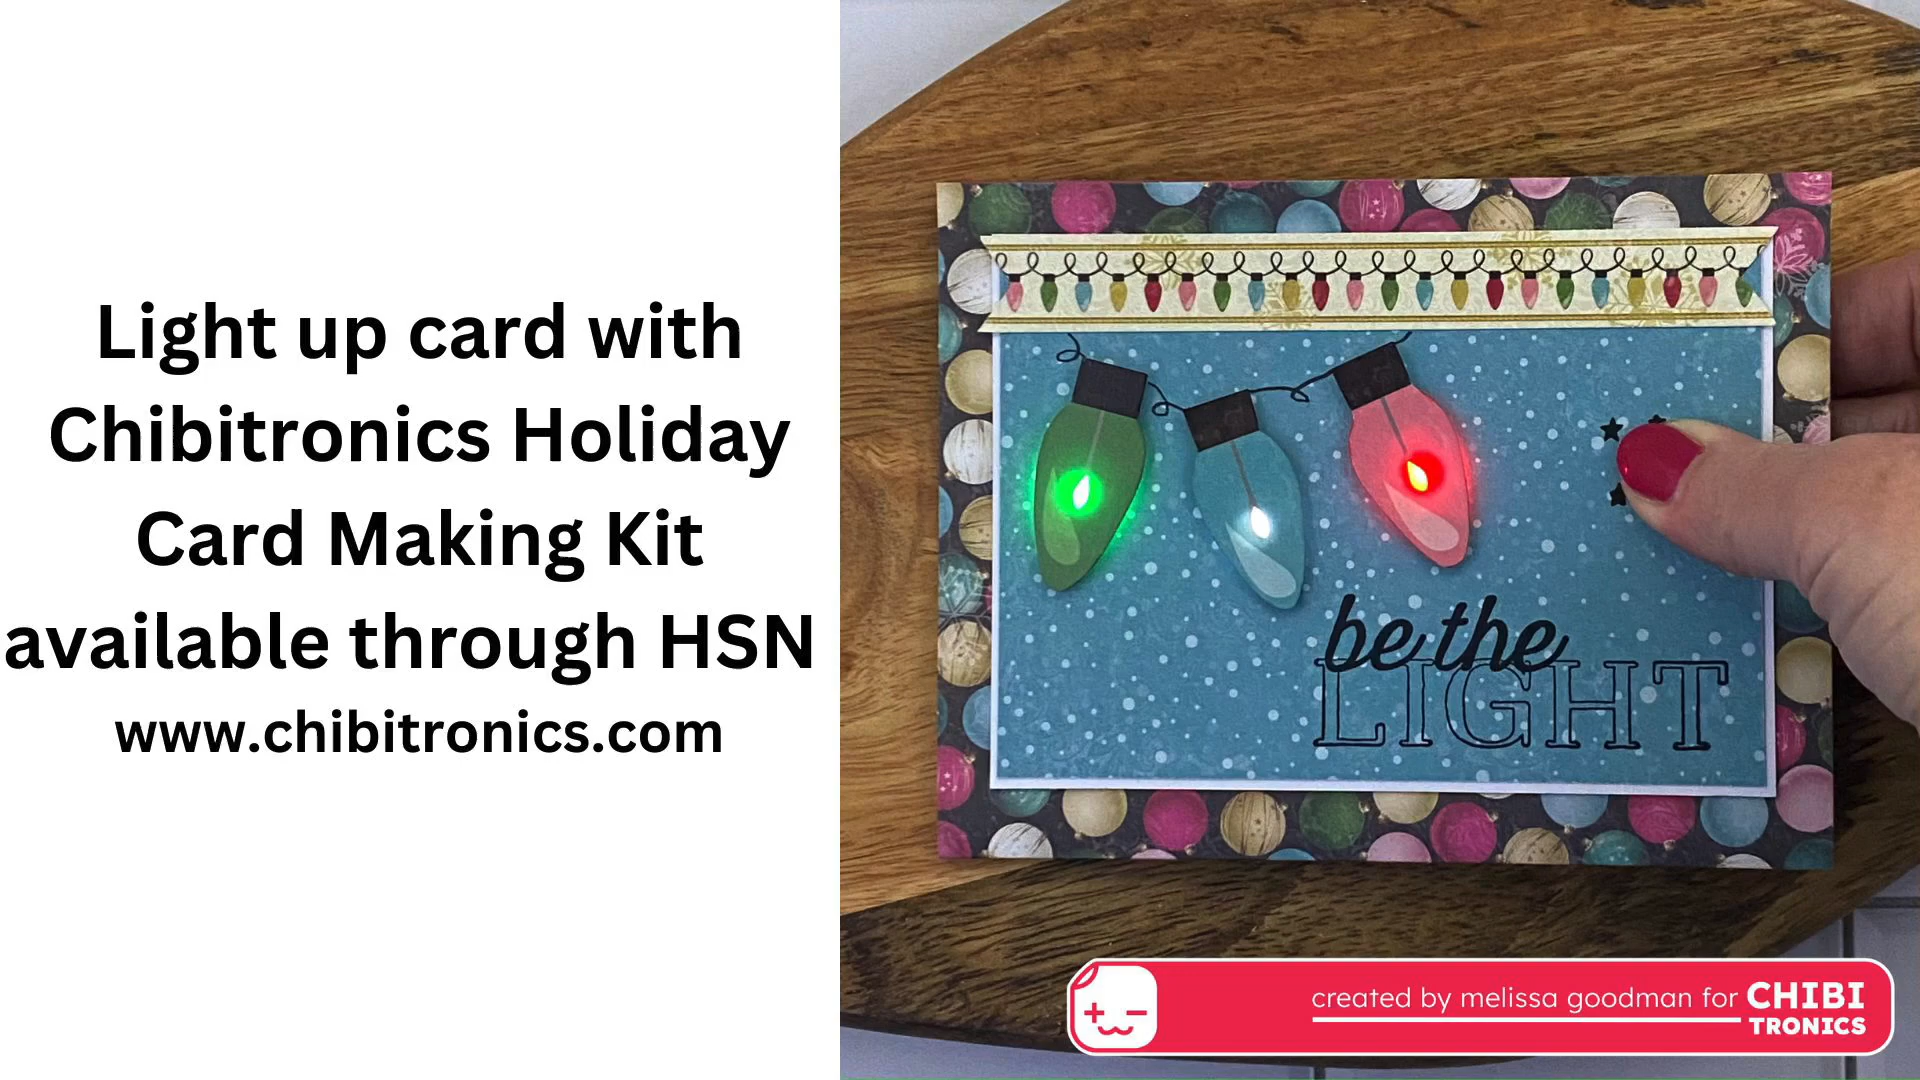 Light up card with
Chibitronics Holiday
Card Making Kit
available through HSN
www.chibitronics.com
be the
LIGHT
created by melissa goodman for CHIBI
TRONICS